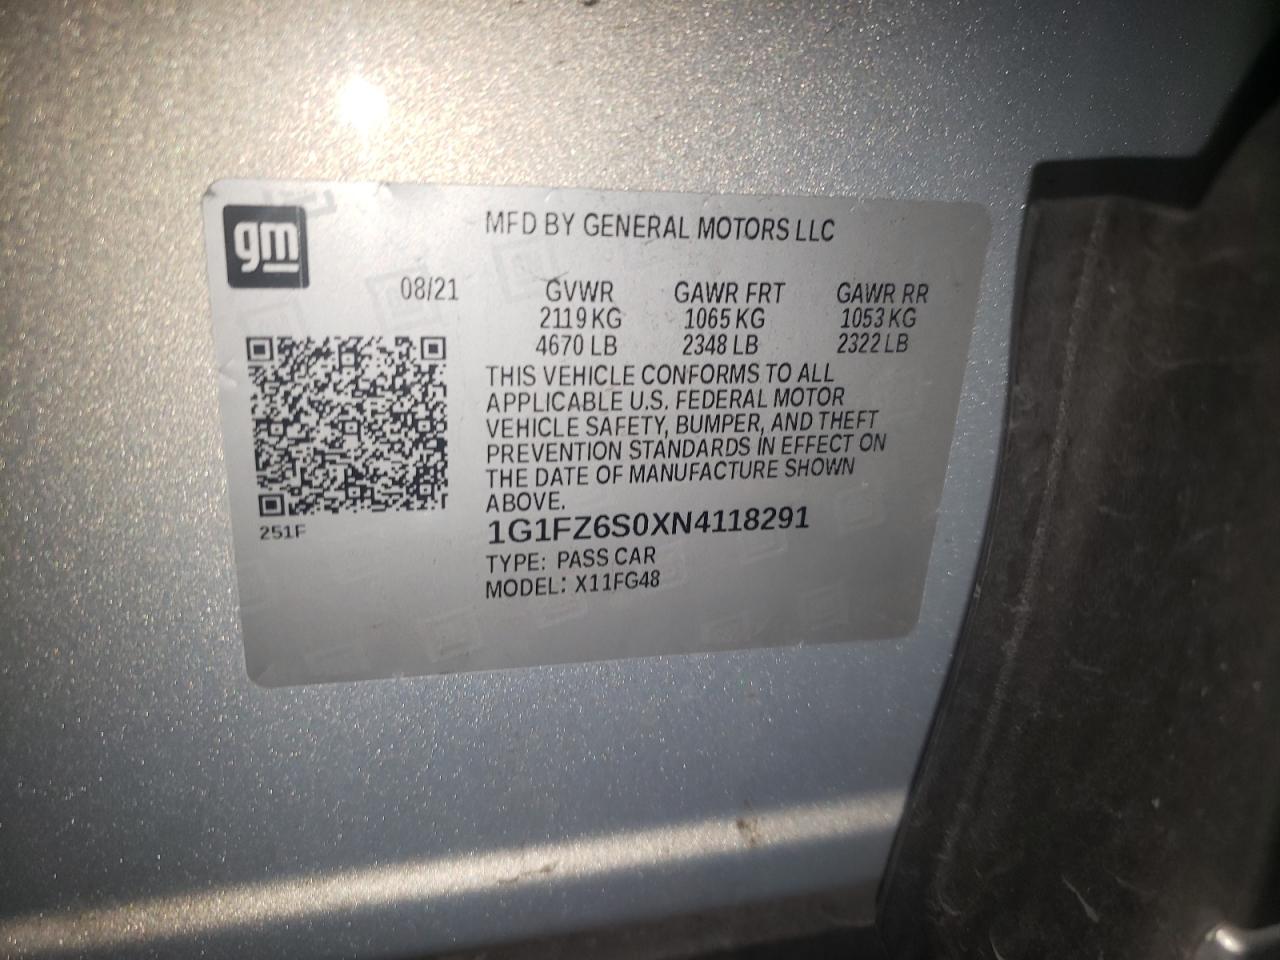 gm
MFD BY GENERAL MOTORS LLC
08/21 GVWR GAWR FRT GAWR RR
2119 KG 1065 KG 1053 KG
4670 LB 2348 LB 2322 LB
THIS VEHICLE CONFORMS TO ALL
APPLICABLE U.S. FEDERAL MOTOR
VEHICLE SAFETY, BUMPER, AND THEFT
PREVENTION STANDARDS IN EFFECT ON
THE DATE OF MANUFACTURE SHOWN
ABOVE.
251F
1G1FZ6S0XN4118291
TYPE: PASS CAR
MODEL: X11FG48